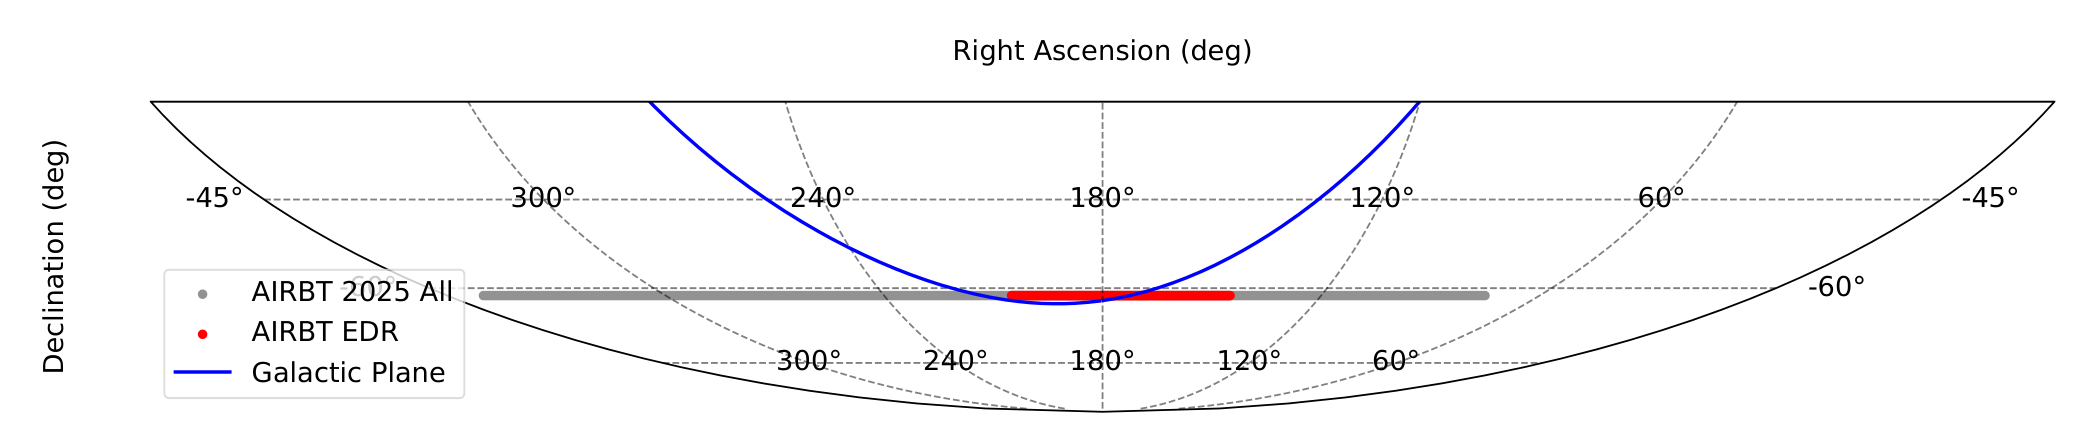 Right Ascension (deg)
Declination (deg)
-45° 300° 240° 180° 120° 60° -45°
-60° -60°
300° 240° 180° 120° 60°
AIRBT 2025 All
AIRBT EDR
Galactic Plane